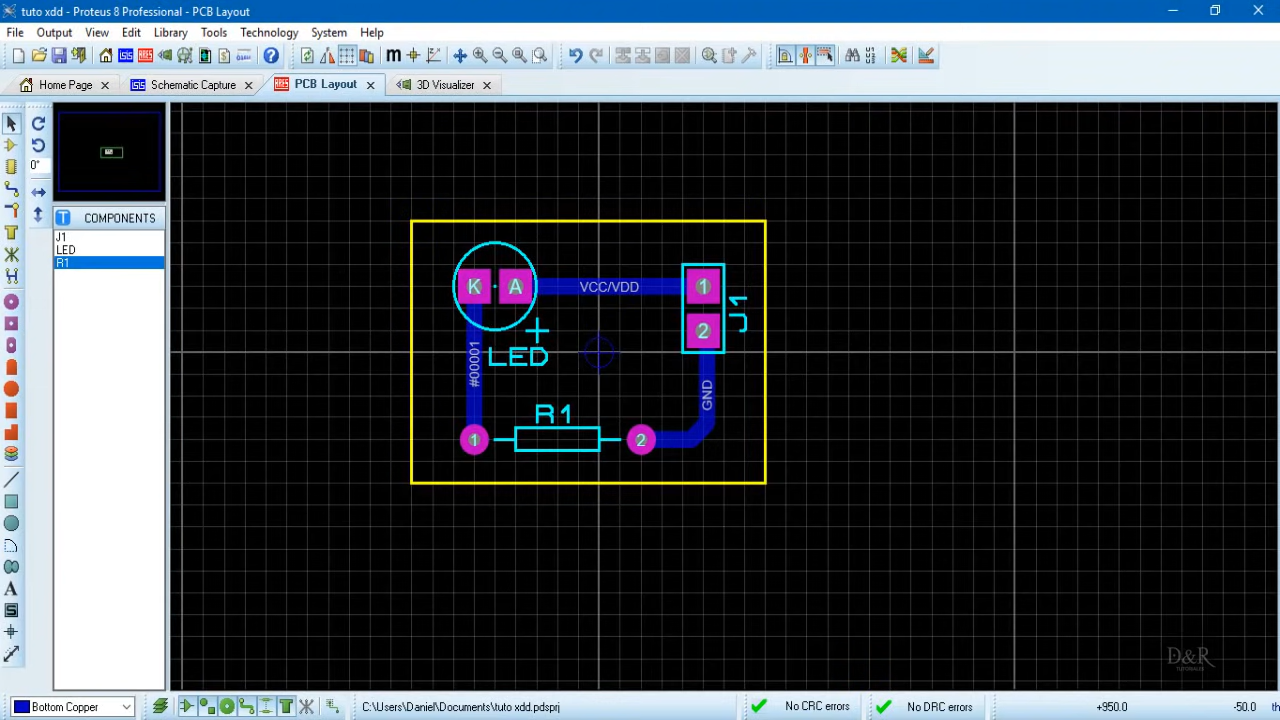 tuto xdd - Proteus 8 Professional - PCB Layout
File Output View Edit Library Tools Technology System Help
Home Page Schematic Capture PCB Layout 3D Visualizer
0°
COMPONENTS
J1
LED
R1
K A VCC/VDD 1
2 J1
#00001 LED GND
R1
1 2
D&R
TUTORIALES
Bottom Copper C:\Users\Daniel\Documents\tuto xdd.pdsprj No CRC errors No DRC errors +950.0 -50.0 th